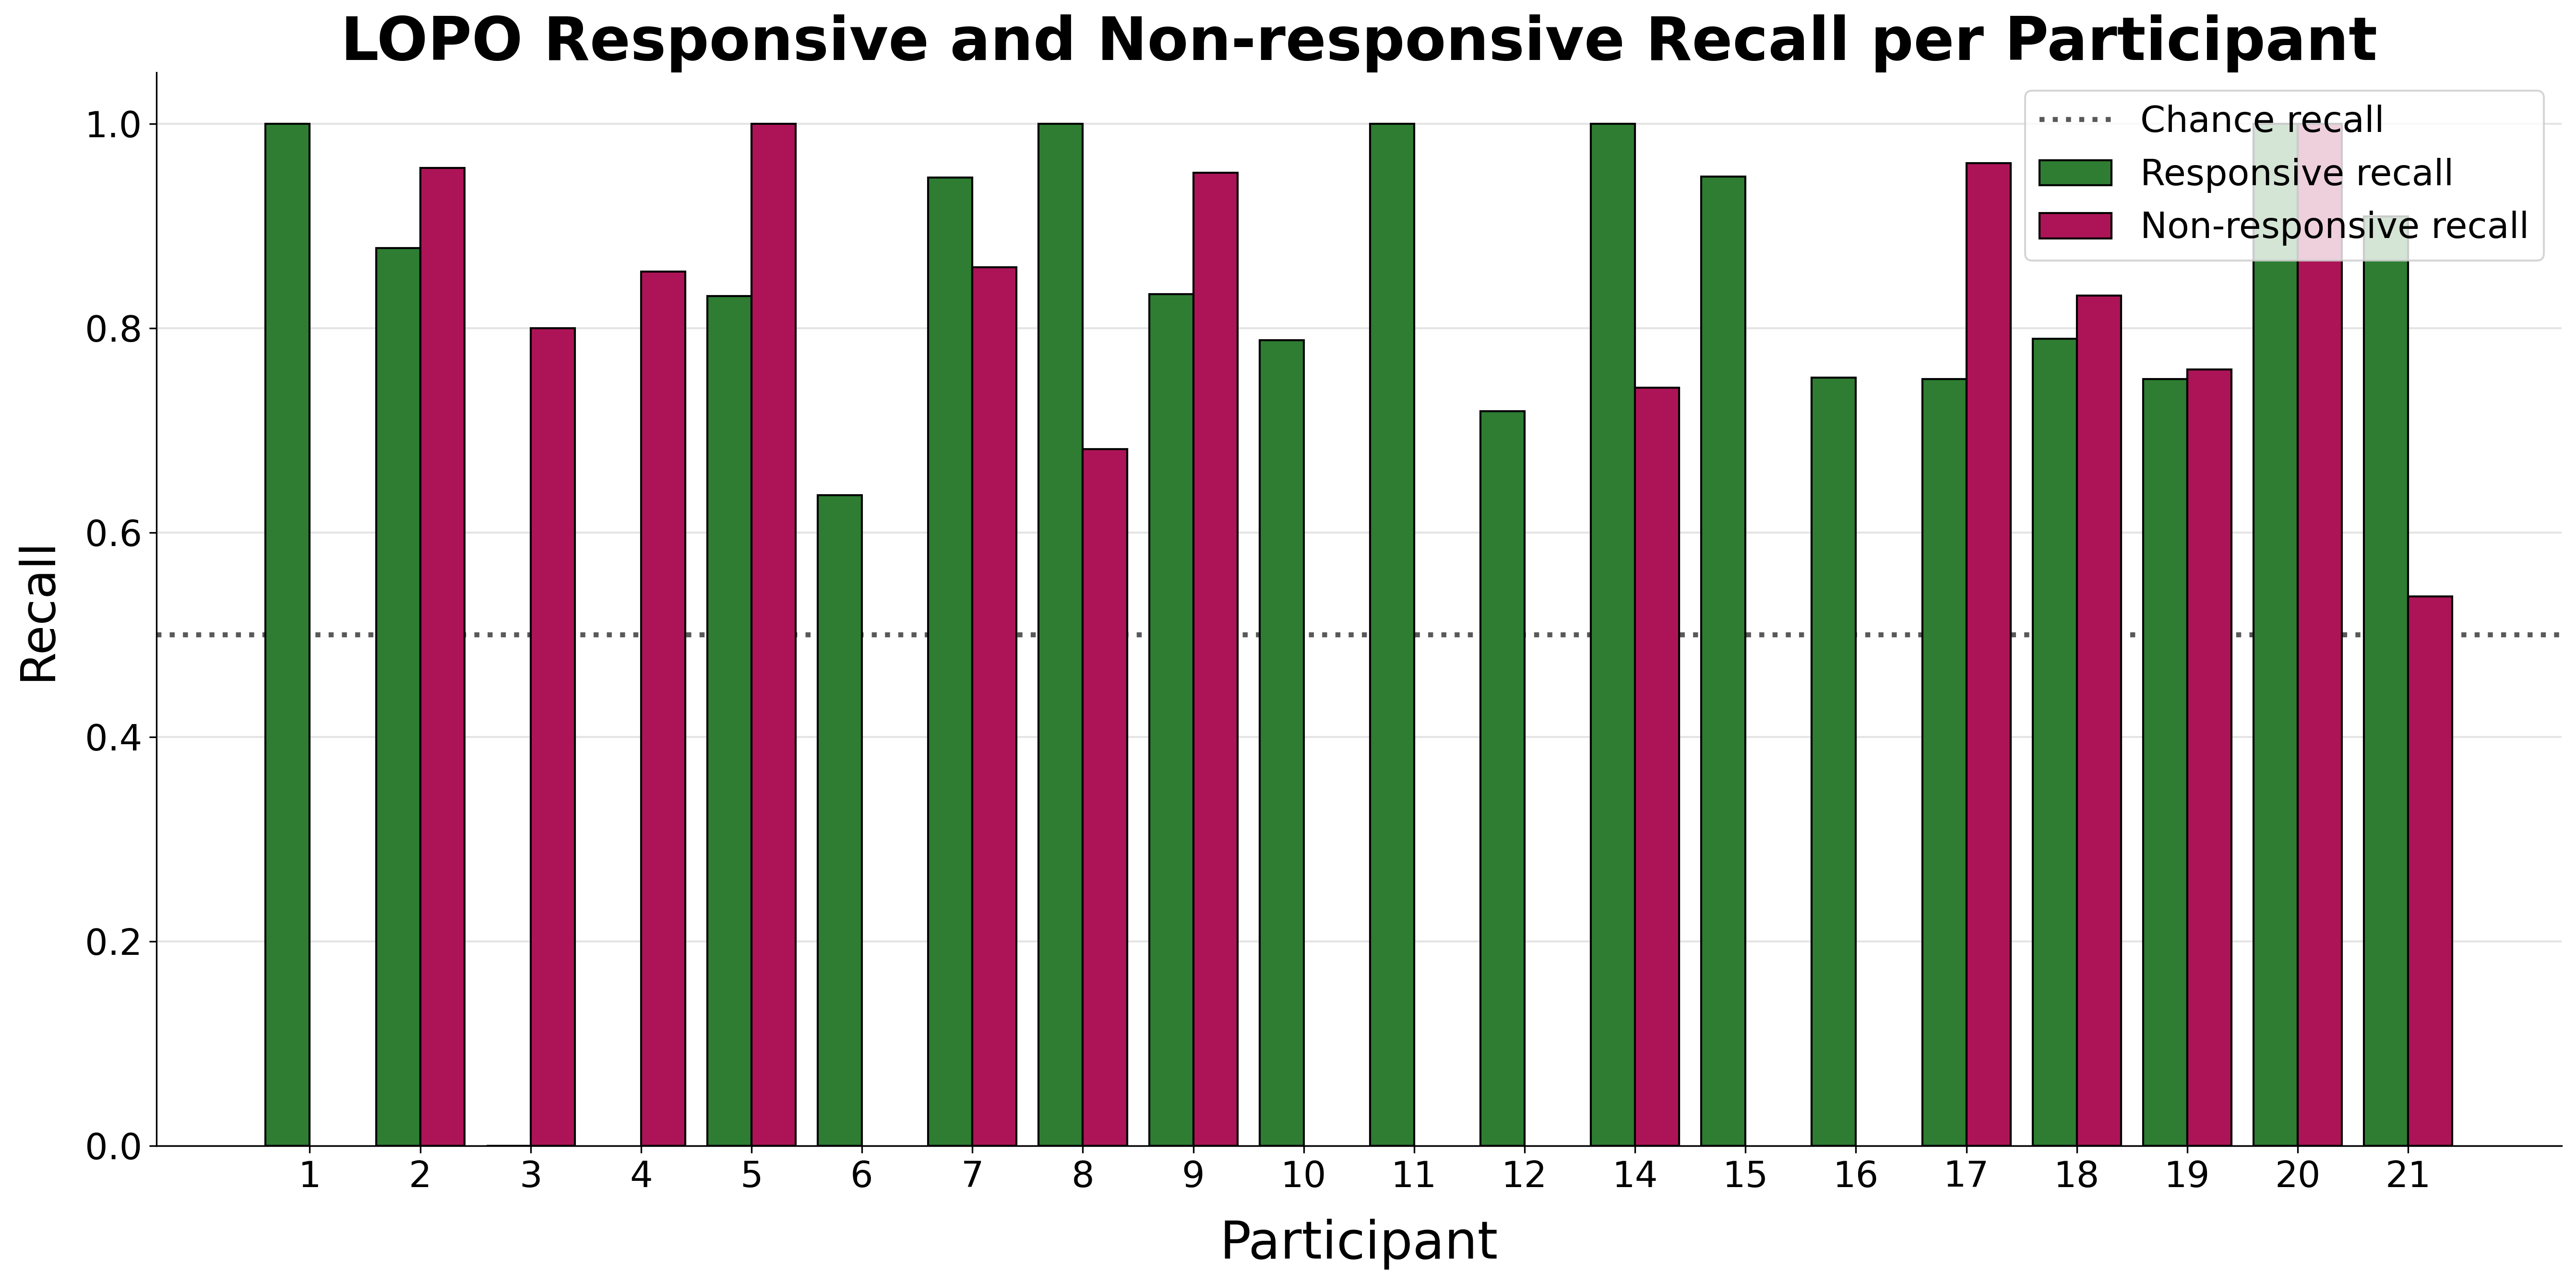 LOPO Responsive and Non-responsive Recall per Participant
Chance recall
Responsive recall
Non-responsive recall
1.0
0.8
0.6
0.4
0.2
0.0
Recall
1 2 3 4 5 6 7 8 9 10 11 12 14 15 16 17 18 19 20 21
Participant